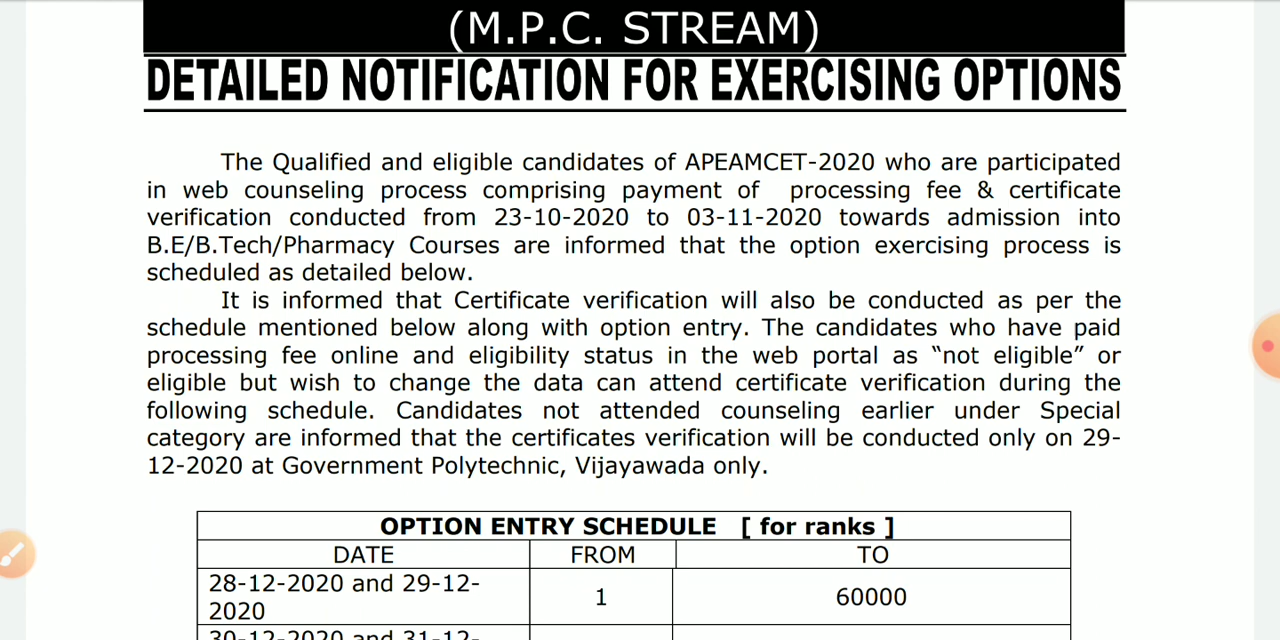 (M.P.C. STREAM)
DETAILED NOTIFICATION FOR EXERCISING OPTIONS
The Qualified and eligible candidates of APEAMCET-2020 who are participated
in web counseling process comprising payment of processing fee & certificate
verification conducted from 23-10-2020 to 03-11-2020 towards admission into
B.E/B.Tech/Pharmacy Courses are informed that the option exercising process is
scheduled as detailed below.
It is informed that Certificate verification will also be conducted as per the
schedule mentioned below along with option entry. The candidates who have paid
processing fee online and eligibility status in the web portal as “not eligible” or
eligible but wish to change the data can attend certificate verification during the
following schedule. Candidates not attended counseling earlier under Special
category are informed that the certificates verification will be conducted only on 29-
12-2020 at Government Polytechnic, Vijayawada only.
OPTION ENTRY SCHEDULE [ for ranks ]
DATE FROM TO
28-12-2020 and 29-12-
2020 1 60000
30-12-2020 and 31-12-